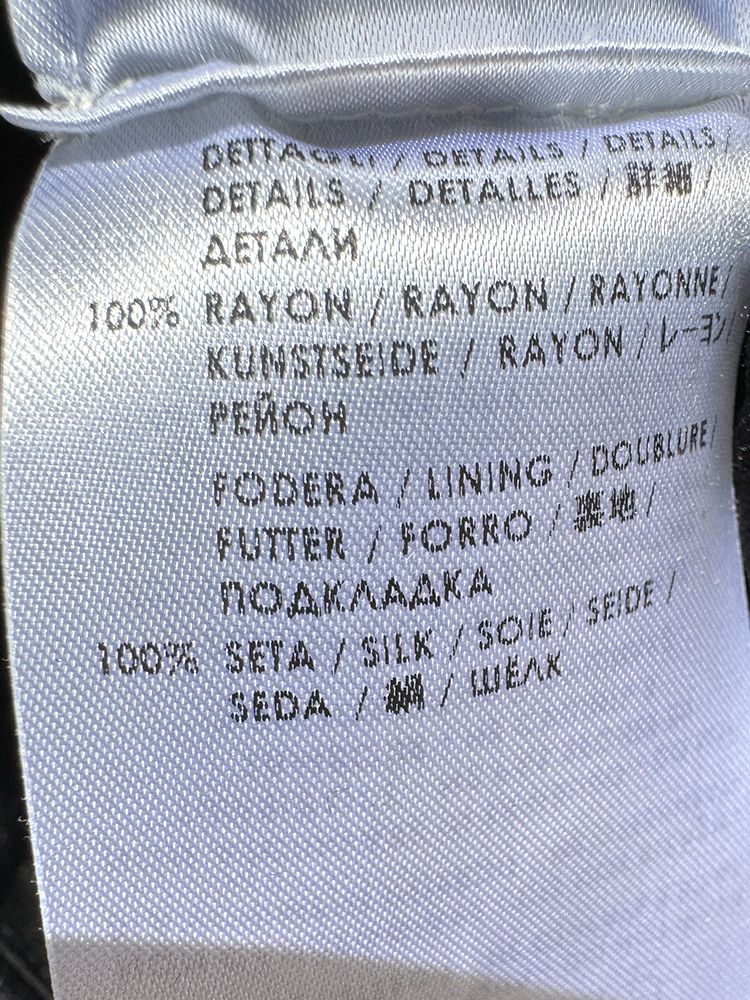 DETTAGLI / DETAILS / DETAILS /
DETAILS / DETALLES / 詳細 /
ДЕТАЛИ
100% RAYON / RAYON / RAYONNE /
KUNSTSEIDE / RAYON / レーヨン /
РЕЙОН
FODERA / LINING / DOUBLURE /
FUTTER / FORRO / 裏地 /
ПОДКЛАДКА
100% SETA / SILK / SOIE / SEIDE /
SEDA / 絹 / ШЁЛК